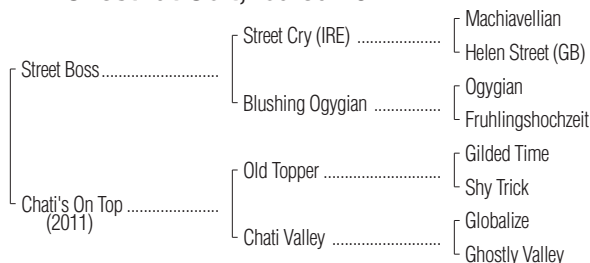 Machiavellian
Street Cry (IRE) ..................
Helen Street (GB)
Street Boss.........................
Ogygian
Blushing Ogygian ................
Fruhlingshochzeit
Gilded Time
Old Topper .........................
Shy Trick
Chati's On Top ...................
(2011)
Globalize
Chati Valley .......................
Ghostly Valley